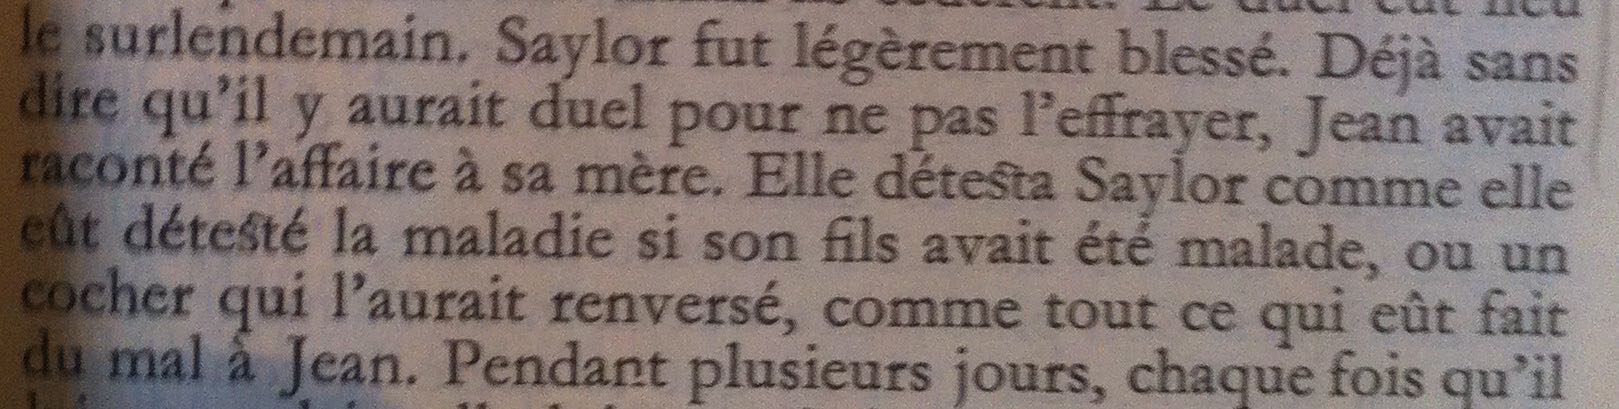 Le duel eut lieu
le surlendemain. Saylor fut légèrement blessé. Déjà sans
dire qu'il y aurait duel pour ne pas l'effrayer, Jean avait
raconté l'affaire à sa mère. Elle détesta Saylor comme elle
eût détesté la maladie si son fils avait été malade, ou un
cocher qui l'aurait renversé, comme tout ce qui eût fait
du mal à Jean. Pendant plusieurs jours, chaque fois qu'il